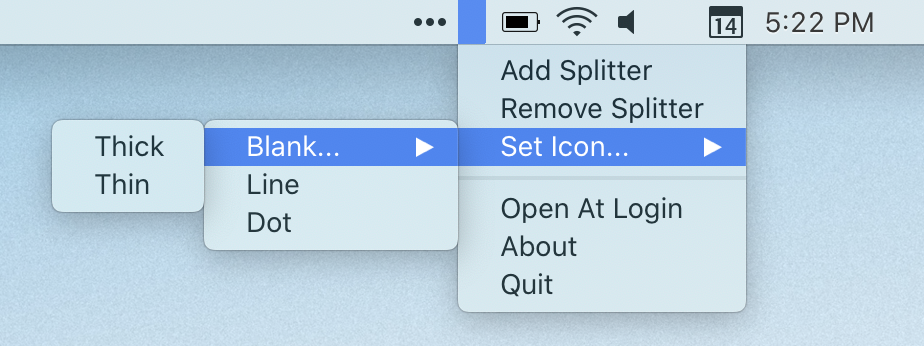 14 5:22 PM
Add Splitter
Remove Splitter
Set Icon...
Open At Login
About
Quit
Blank...
Line
Dot
Thick
Thin